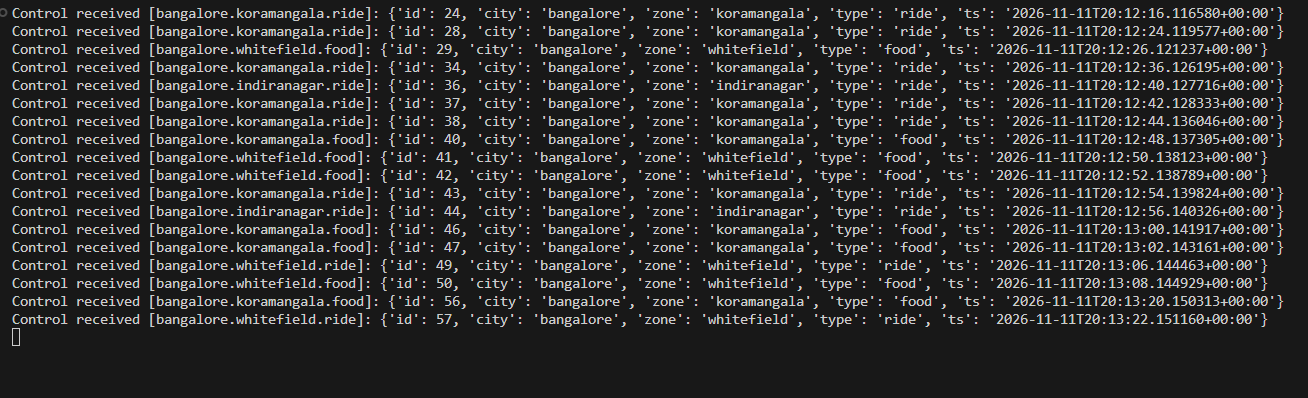 Control received [bangalore.koramangala.ride]: {'id': 24, 'city': 'bangalore', 'zone': 'koramangala', 'type': 'ride', 'ts': '2026-11-11T20:12:16.116580+00:00'}
Control received [bangalore.koramangala.ride]: {'id': 28, 'city': 'bangalore', 'zone': 'koramangala', 'type': 'ride', 'ts': '2026-11-11T20:12:24.119577+00:00'}
Control received [bangalore.whitefield.food]: {'id': 29, 'city': 'bangalore', 'zone': 'whitefield', 'type': 'food', 'ts': '2026-11-11T20:12:26.121237+00:00'}
Control received [bangalore.koramangala.ride]: {'id': 34, 'city': 'bangalore', 'zone': 'koramangala', 'type': 'ride', 'ts': '2026-11-11T20:12:36.126195+00:00'}
Control received [bangalore.indiranagar.ride]: {'id': 36, 'city': 'bangalore', 'zone': 'indiranagar', 'type': 'ride', 'ts': '2026-11-11T20:12:40.127716+00:00'}
Control received [bangalore.koramangala.ride]: {'id': 37, 'city': 'bangalore', 'zone': 'koramangala', 'type': 'ride', 'ts': '2026-11-11T20:12:42.128333+00:00'}
Control received [bangalore.koramangala.ride]: {'id': 38, 'city': 'bangalore', 'zone': 'koramangala', 'type': 'ride', 'ts': '2026-11-11T20:12:44.136046+00:00'}
Control received [bangalore.koramangala.food]: {'id': 40, 'city': 'bangalore', 'zone': 'koramangala', 'type': 'food', 'ts': '2026-11-11T20:12:48.137305+00:00'}
Control received [bangalore.whitefield.food]: {'id': 41, 'city': 'bangalore', 'zone': 'whitefield', 'type': 'food', 'ts': '2026-11-11T20:12:50.138123+00:00'}
Control received [bangalore.whitefield.food]: {'id': 42, 'city': 'bangalore', 'zone': 'whitefield', 'type': 'food', 'ts': '2026-11-11T20:12:52.138789+00:00'}
Control received [bangalore.koramangala.ride]: {'id': 43, 'city': 'bangalore', 'zone': 'koramangala', 'type': 'ride', 'ts': '2026-11-11T20:12:54.139824+00:00'}
Control received [bangalore.indiranagar.ride]: {'id': 44, 'city': 'bangalore', 'zone': 'indiranagar', 'type': 'ride', 'ts': '2026-11-11T20:12:56.140326+00:00'}
Control received [bangalore.koramangala.food]: {'id': 46, 'city': 'bangalore', 'zone': 'koramangala', 'type': 'food', 'ts': '2026-11-11T20:13:00.141917+00:00'}
Control received [bangalore.koramangala.food]: {'id': 47, 'city': 'bangalore', 'zone': 'koramangala', 'type': 'food', 'ts': '2026-11-11T20:13:02.143161+00:00'}
Control received [bangalore.whitefield.ride]: {'id': 49, 'city': 'bangalore', 'zone': 'whitefield', 'type': 'ride', 'ts': '2026-11-11T20:13:06.144463+00:00'}
Control received [bangalore.whitefield.food]: {'id': 50, 'city': 'bangalore', 'zone': 'whitefield', 'type': 'food', 'ts': '2026-11-11T20:13:08.144929+00:00'}
Control received [bangalore.koramangala.food]: {'id': 56, 'city': 'bangalore', 'zone': 'koramangala', 'type': 'food', 'ts': '2026-11-11T20:13:20.150313+00:00'}
Control received [bangalore.whitefield.ride]: {'id': 57, 'city': 'bangalore', 'zone': 'whitefield', 'type': 'ride', 'ts': '2026-11-11T20:13:22.151160+00:00'}